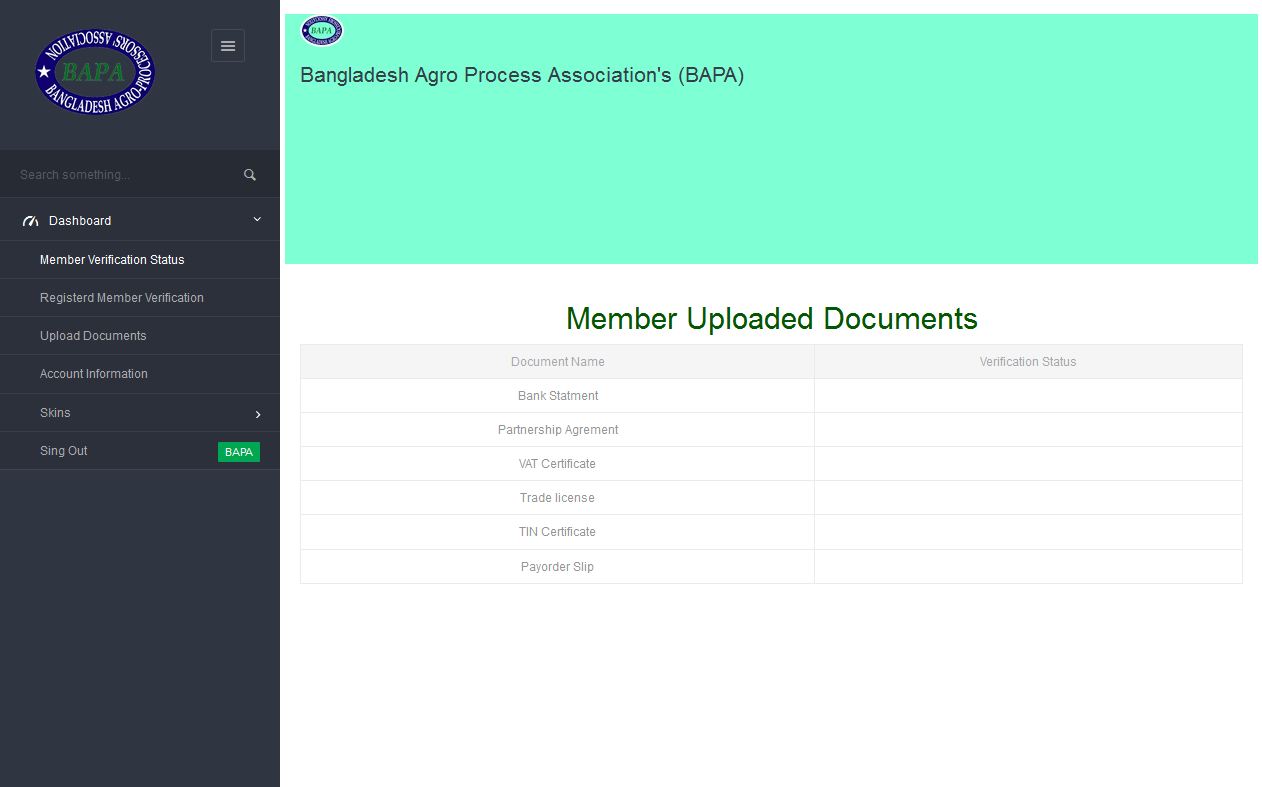 BANGLADESH AGRO-PROCESSORS' ASSOCIATION
BAPA
Search something...
Dashboard
Member Verification Status
Registerd Member Verification
Upload Documents
Account Information
Skins
Sing Out
BAPA
BAPA
Bangladesh Agro Process Association's (BAPA)
Member Uploaded Documents
Document Name Verification Status
Bank Statment
Partnership Agrement
VAT Certificate
Trade license
TIN Certificate
Payorder Slip